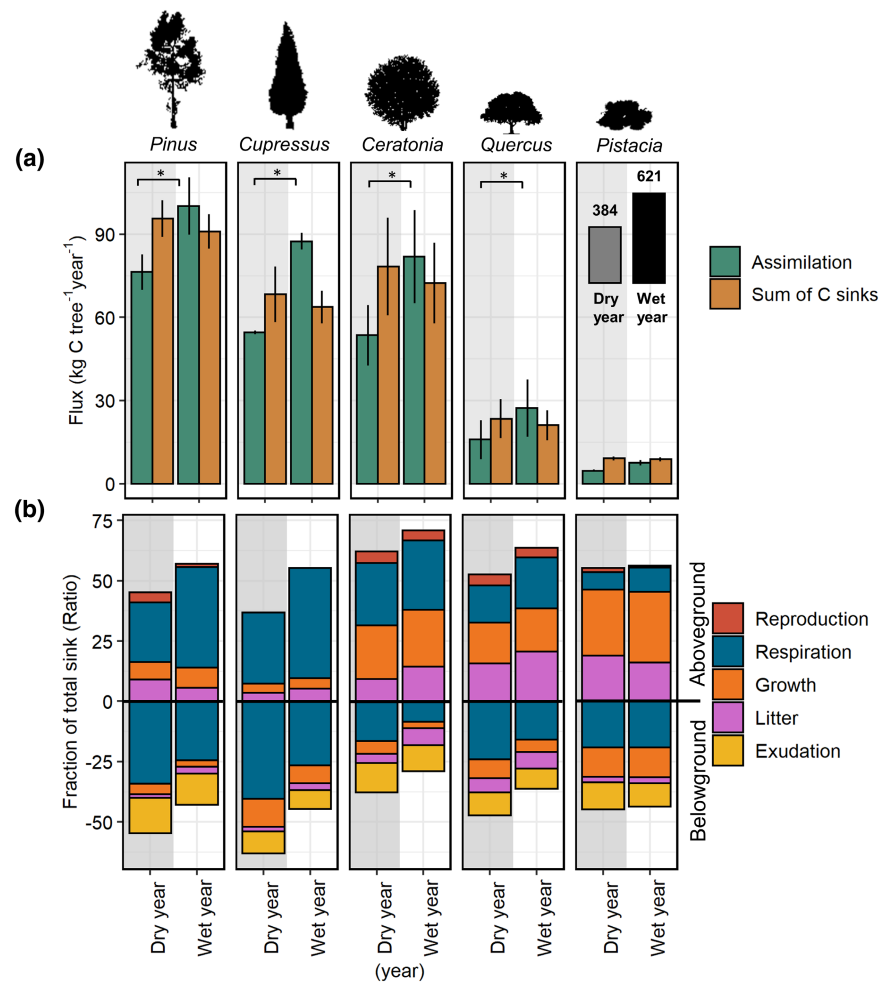 Pinus Cupressus Ceratonia Quercus Pistacia
(a)
* * * *
384 621
Dry year Wet year
Flux (kg C tree⁻¹year⁻¹)
90
60
30
0
Assimilation
Sum of C sinks
(b)
Fraction of total sink (Ratio)
75
50
25
0
-25
-50
Aboveground
Belowground
Reproduction
Respiration
Growth
Litter
Exudation
Dry year Wet year Dry year Wet year Dry year Wet year Dry year Wet year Dry year Wet year
(year)